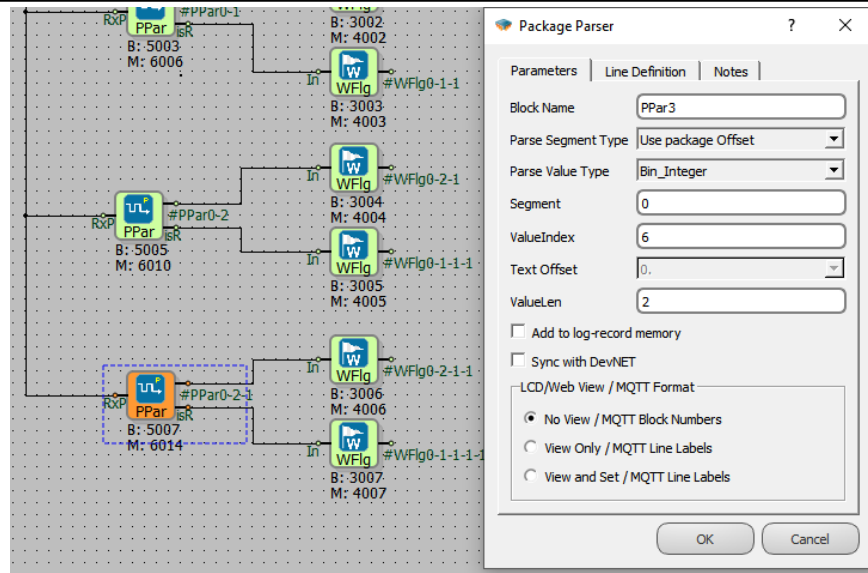 RxP
PPar
#PPar0-1
isR
B: 5003
M: 6006
B: 3002
M: 4002
In
W
WFlg
#WFlg0-1-1
B: 3003
M: 4003
In
W
WFlg
#WFlg0-2-1
B: 3004
M: 4004
RxP
PPar
#PPar0-2
isR
B: 5005
M: 6010
In
W
WFlg
#WFlg0-1-1-1
B: 3005
M: 4005
In
W
WFlg
#WFlg0-2-1-1
B: 3006
M: 4006
RxP
PPar
#PPar0-2-1
isR
B: 5007
M: 6014
In
W
WFlg
#WFlg0-1-1-1-1
B: 3007
M: 4007
Package Parser ? X
Parameters Line Definition Notes
Block Name PPar3
Parse Segment Type Use package Offset
Parse Value Type Bin_Integer
Segment 0
ValueIndex 6
Text Offset 0.
ValueLen 2
Add to log-record memory
Sync with DevNET
LCD/Web View / MQTT Format
No View / MQTT Block Numbers
View Only / MQTT Line Labels
View and Set / MQTT Line Labels
OK Cancel